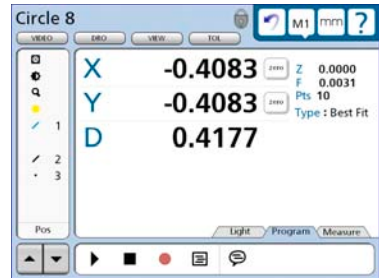 Circle 8
M1 mm ?
VIDEO DRO VIEW TOL
X -0.4083 ZERO
Y -0.4083 ZERO
D 0.4177
Z 0.0000
F 0.0031
Pts 10
Type : Best Fit
1
2
3
Pos
Light Program Measure